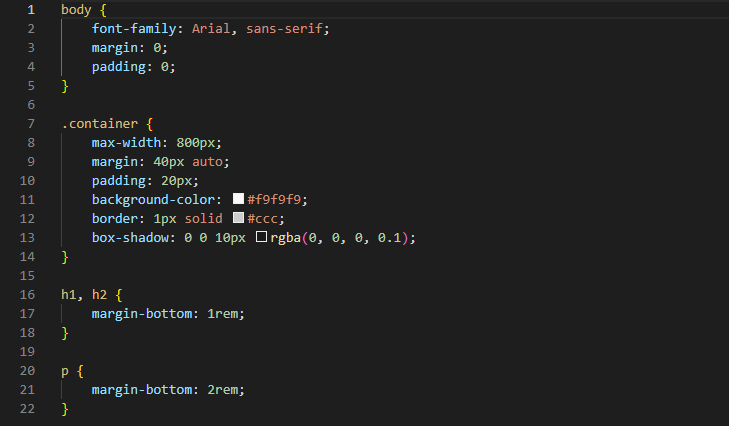 1 body {
2     font-family: Arial, sans-serif;
3     margin: 0;
4     padding: 0;
5 }
6
7 .container {
8     max-width: 800px;
9     margin: 40px auto;
10     padding: 20px;
11     background-color: #f9f9f9;
12     border: 1px solid #ccc;
13     box-shadow: 0 0 10px rgba(0, 0, 0, 0.1);
14 }
15
16 h1, h2 {
17     margin-bottom: 1rem;
18 }
19
20 p {
21     margin-bottom: 2rem;
22 }